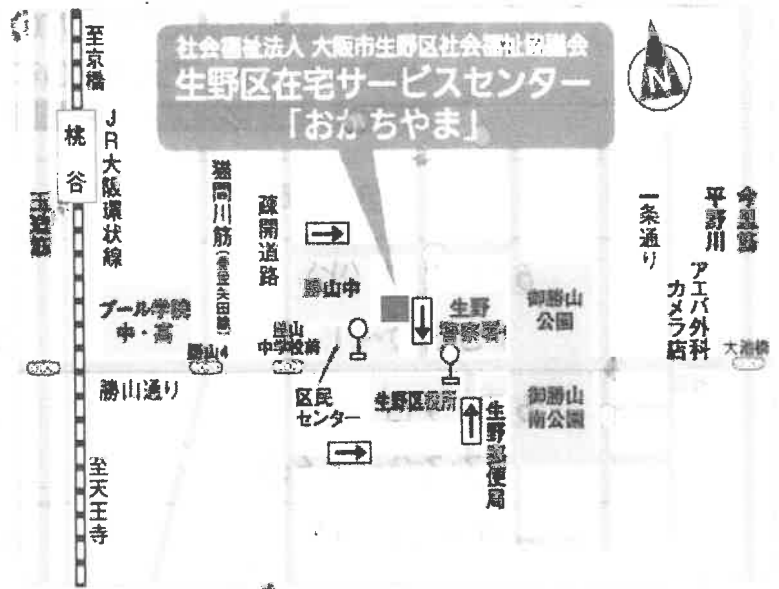 社会福祉法人 大阪市生野区社会福祉協議会
生野区在宅サービスセンター
「おかちやま」
N
至京橋
桃谷
JR大阪環状線
玉造筋
猫間川筋
疎開道路
一条通り
平野川
今里筋
アエバ外科
カメラ店
勝山中
生野
警察署
御勝山
公園
プール学院
中・高
勝山4
勝山
中学校前
大池橋
勝山通り
区民
センター
生野区役所
御勝山
南公園
生野郵便局
至天王寺